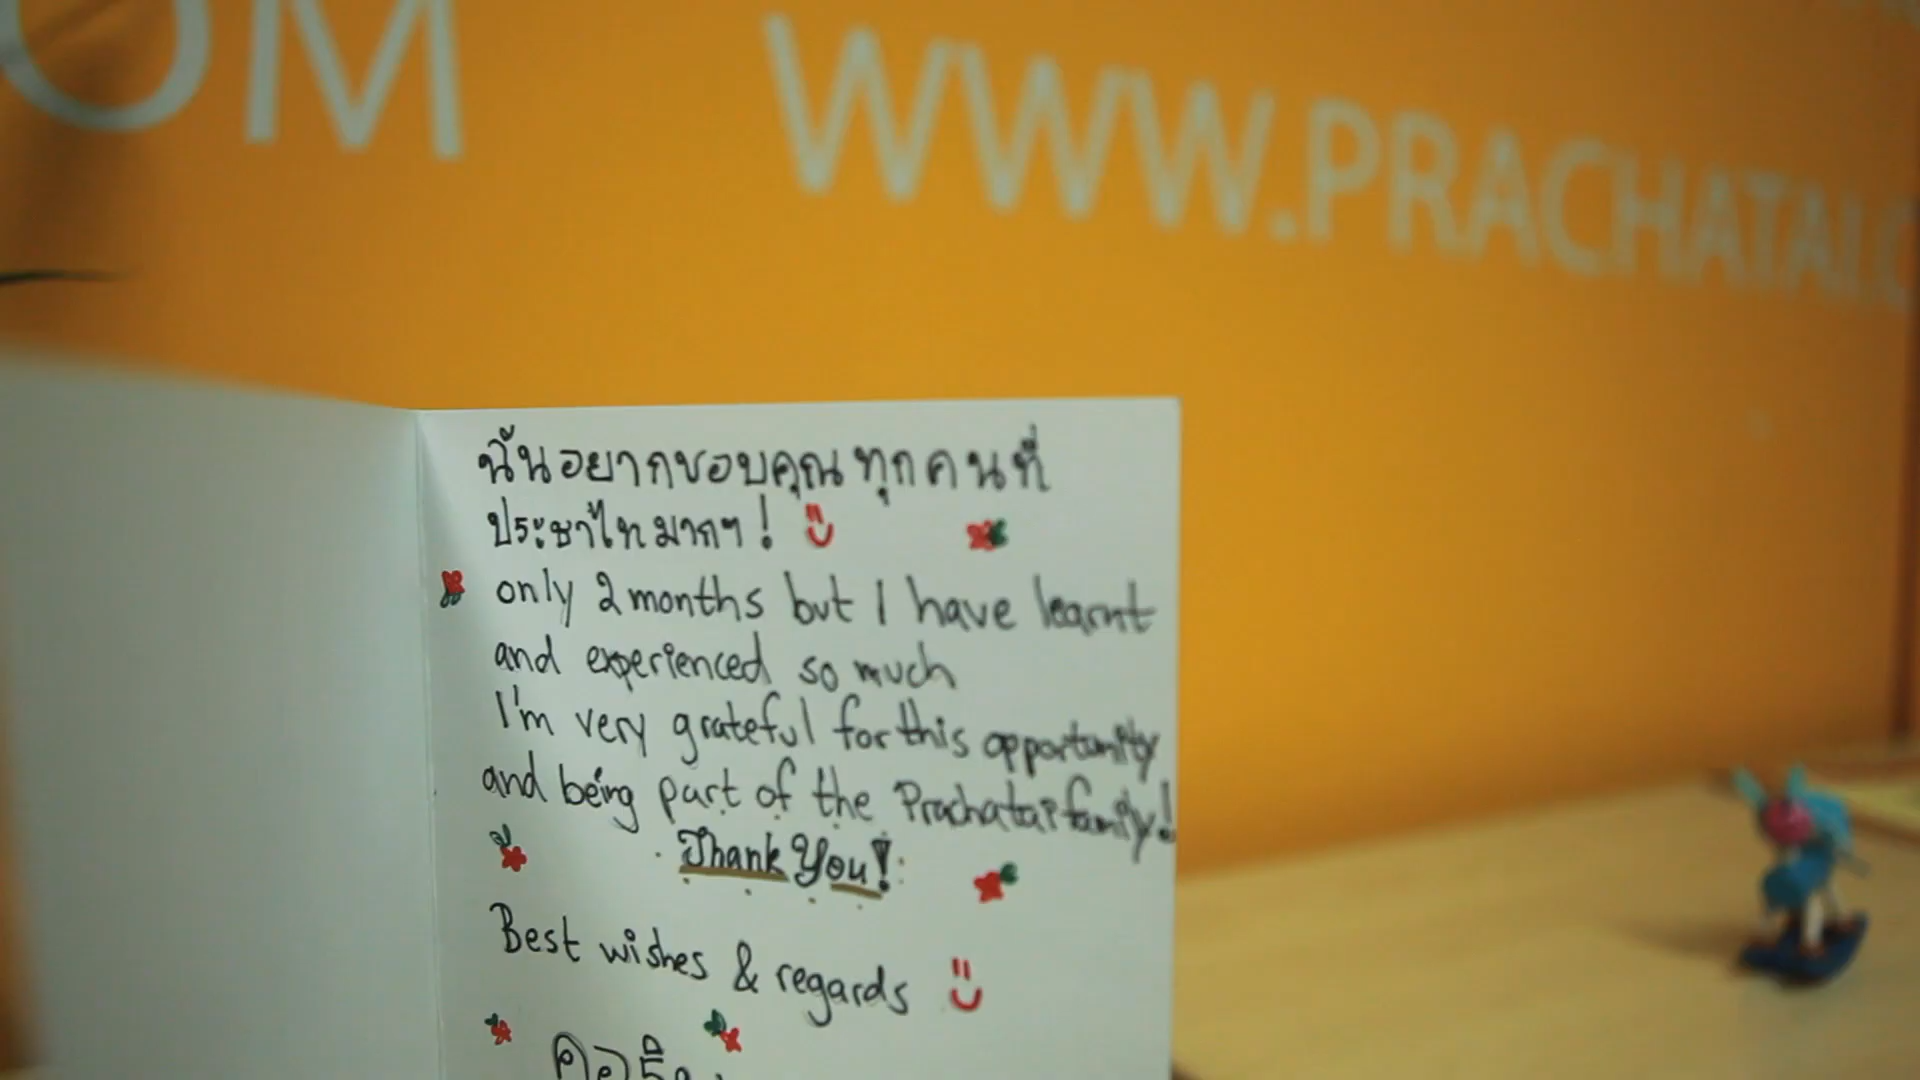 OM
WWW.PRACHATAI.C
ฉันอยากขอบคุณทุกคนที่
ประชาไทมากๆ!
only 2 months but I have learnt
and experienced so much
I'm very grateful for this opportunity
and being part of the Prachatai family!
Thank You!
Best wishes & regards